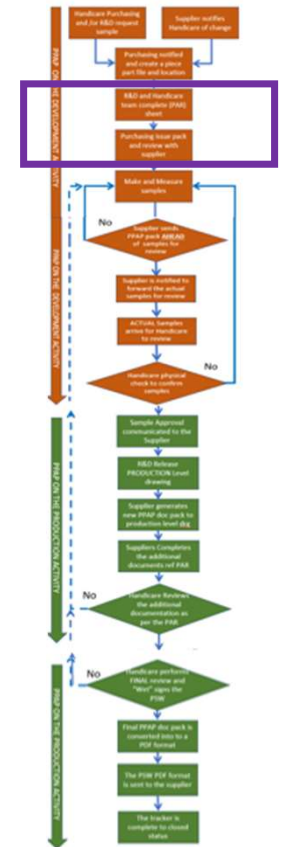 Handicare Purchasing
and /or R&D request
sample
Supplier notifies
Handicare of change
Purchasing notified
and create a piece
part file and location
R&D and Handicare
team complete (PAR)
sheet
Purchasing issue pack
and review with
supplier
Make and Measure
samples
No
Supplier sends
PPAP pack AHEAD
of samples for
review
Supplier is notified to
forward the actual
samples for review
ACTUAL Samples
arrive for Handicare
to review
No
Handicare physical
check to confirm
samples
PPAP ON THE DEVELOPMENT ACTIVITY
PPAP ON THE DEVELOPMENT ACTIVITY
Sample Approval
communicated to the
Supplier
R&D Release
PRODUCTION Level
drawing
Supplier generates
new PPAP doc pack to
production level drg
Suppliers Completes
the additional
documents ref PAR
No
Handicare Reviews
the additional
documentation as
per the PAR
PPAP ON THE PRODUCTION ACTIVITY
No
Handicare performs
FINAL review and
"Wet" signs the
PSW
Final PPAP doc pack is
converted into to a
PDF format
The PSW PDF format
is sent to the supplier
The tracker is
complete to closed
status
PPAP ON THE PRODUCTION ACTIVITY